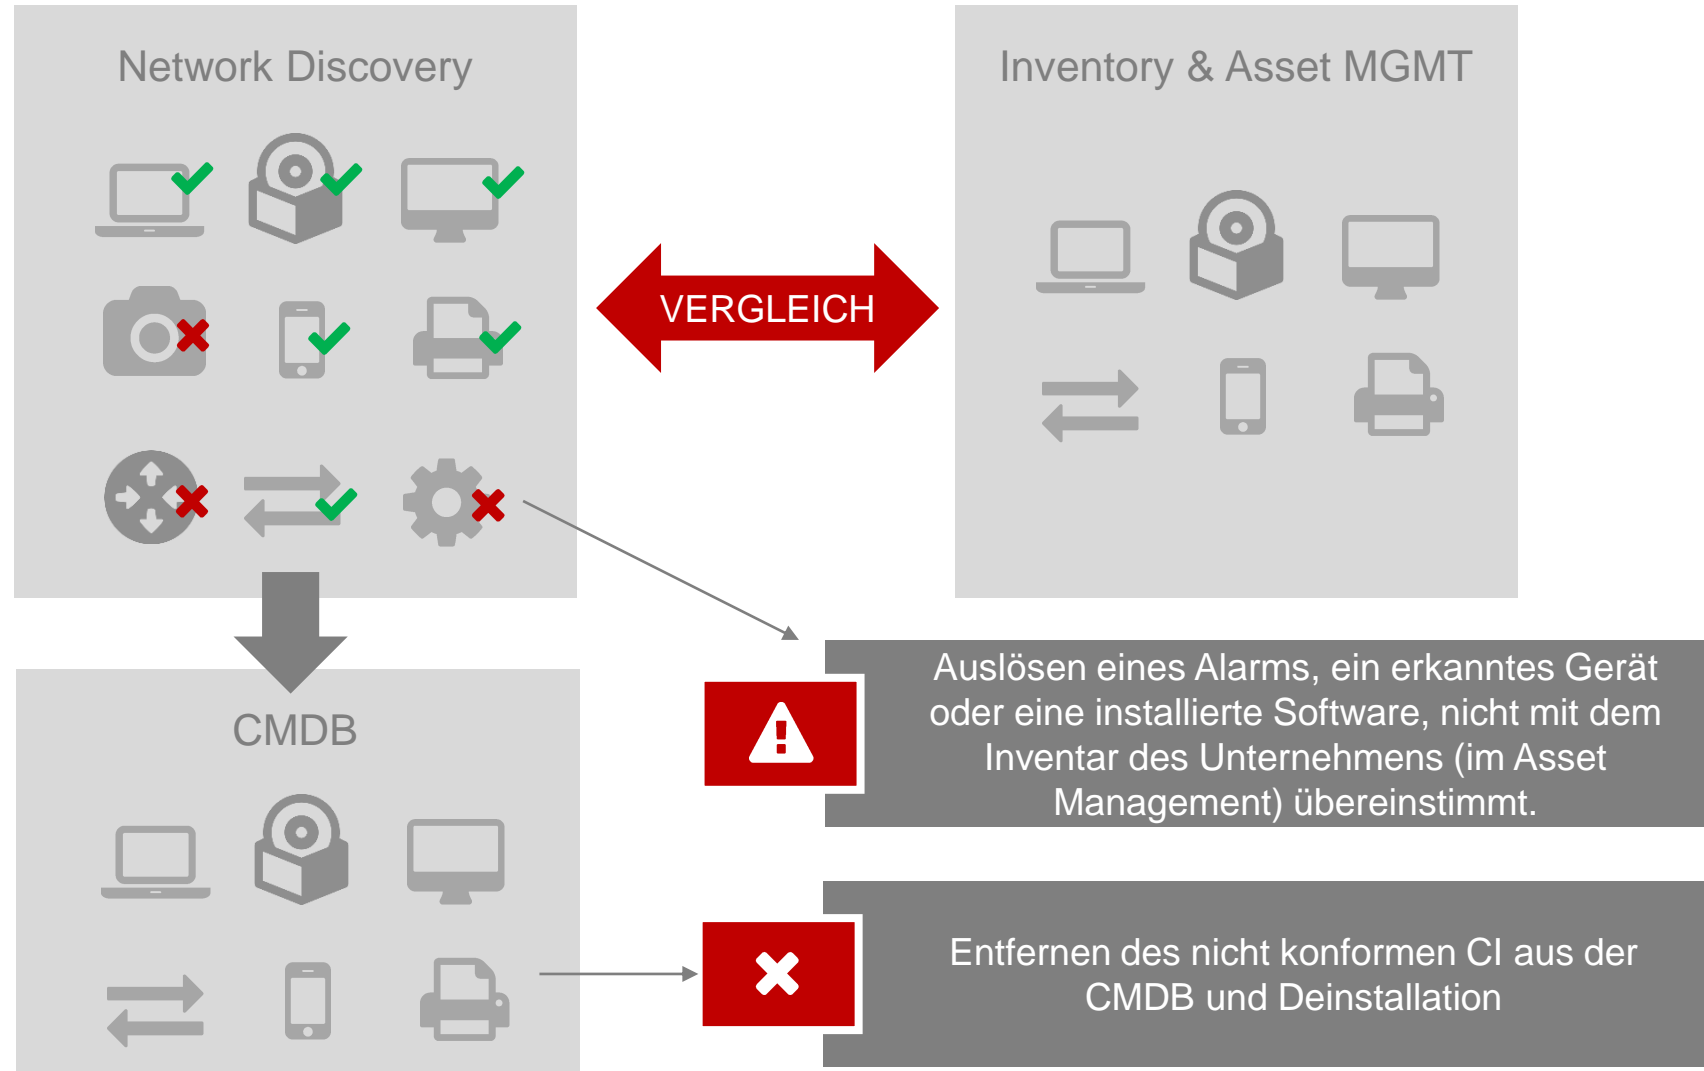 Network Discovery
Inventory & Asset MGMT
VERGLEICH
CMDB
Auslösen eines Alarms, ein erkanntes Gerät
oder eine installierte Software, nicht mit dem
Inventar des Unternehmens (im Asset
Management) übereinstimmt.
Entfernen des nicht konformen CI aus der
CMDB und Deinstallation